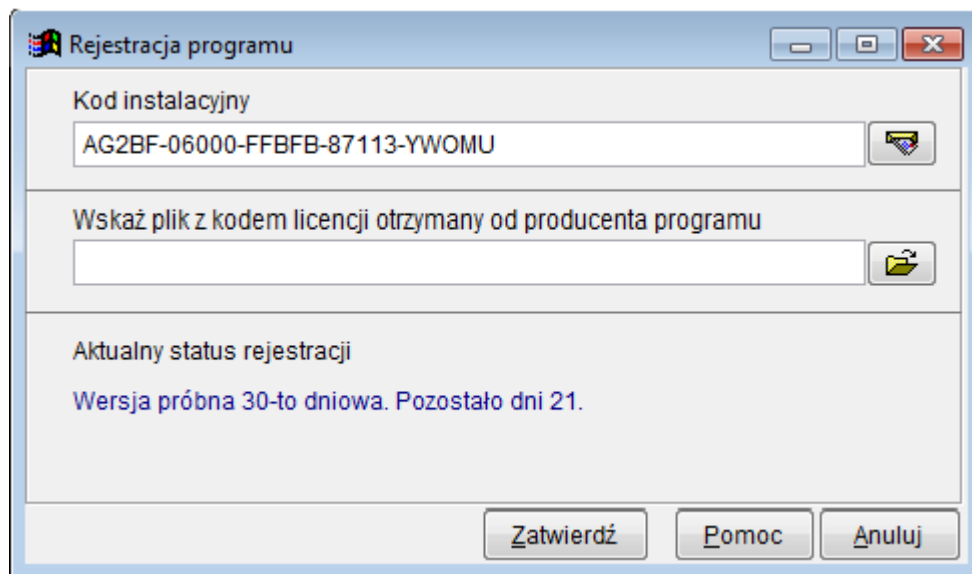 Rejestracja programu
Kod instalacyjny
AG2BF-06000-FFBFB-87113-YWOMU
Wskaż plik z kodem licencji otrzymany od producenta programu
Aktualny status rejestracji
Wersja próbna 30-to dniowa. Pozostało dni 21.
Zatwierdź Pomoc Anuluj